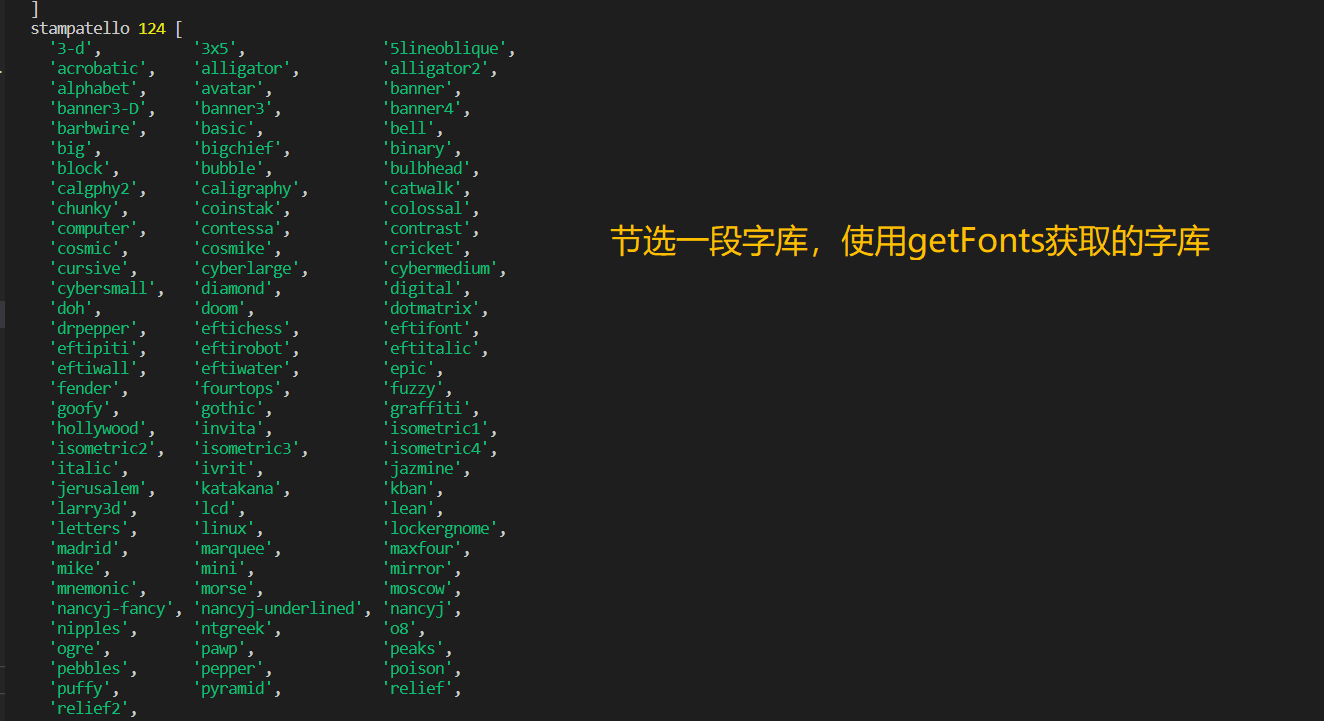 ]
stampatello 124 [
'3-d', '3x5', '5lineoblique',
'acrobatic', 'alligator', 'alligator2',
'alphabet', 'avatar', 'banner',
'banner3-D', 'banner3', 'banner4',
'barbwire', 'basic', 'bell',
'big', 'bigchief', 'binary',
'block', 'bubble', 'bulbhead',
'calgphy2', 'caligraphy', 'catwalk',
'chunky', 'coinstak', 'colossal',
'computer', 'contessa', 'contrast',
'cosmic', 'cosmike', 'cricket',
'cursive', 'cyberlarge', 'cybermedium',
'cybersmall', 'diamond', 'digital',
'doh', 'doom', 'dotmatrix',
'drpepper', 'eftichess', 'eftifont',
'eftipiti', 'eftirobot', 'eftitalic',
'eftiwall', 'eftiwater', 'epic',
'fender', 'fourtops', 'fuzzy',
'goofy', 'gothic', 'graffiti',
'hollywood', 'invita', 'isometric1',
'isometric2', 'isometric3', 'isometric4',
'italic', 'ivrit', 'jazmine',
'jerusalem', 'katakana', 'kban',
'larry3d', 'lcd', 'lean',
'letters', 'linux', 'lockergnome',
'madrid', 'marquee', 'maxfour',
'mike', 'mini', 'mirror',
'mnemonic', 'morse', 'moscow',
'nancyj-fancy', 'nancyj-underlined', 'nancyj',
'nipples', 'ntgreek', 'o8',
'ogre', 'pawp', 'peaks',
'pebbles', 'pepper', 'poison',
'puffy', 'pyramid', 'relief',
'relief2',
节选一段字库，使用getFonts获取的字库